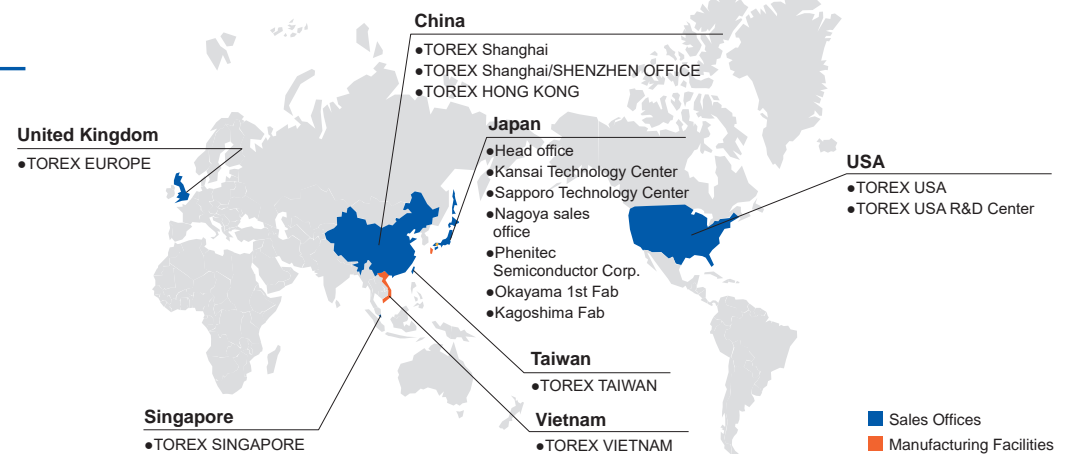 China
●TOREX Shanghai
●TOREX Shanghai/SHENZHEN OFFICE
●TOREX HONG KONG
United Kingdom
●TOREX EUROPE
Japan
●Head office
●Kansai Technology Center
●Sapporo Technology Center
●Nagoya sales
office
●Phenitec
Semiconductor Corp.
●Okayama 1st Fab
●Kagoshima Fab
USA
●TOREX USA
●TOREX USA R&D Center
Taiwan
●TOREX TAIWAN
Singapore
●TOREX SINGAPORE
Vietnam
●TOREX VIETNAM
Sales Offices
Manufacturing Facilities